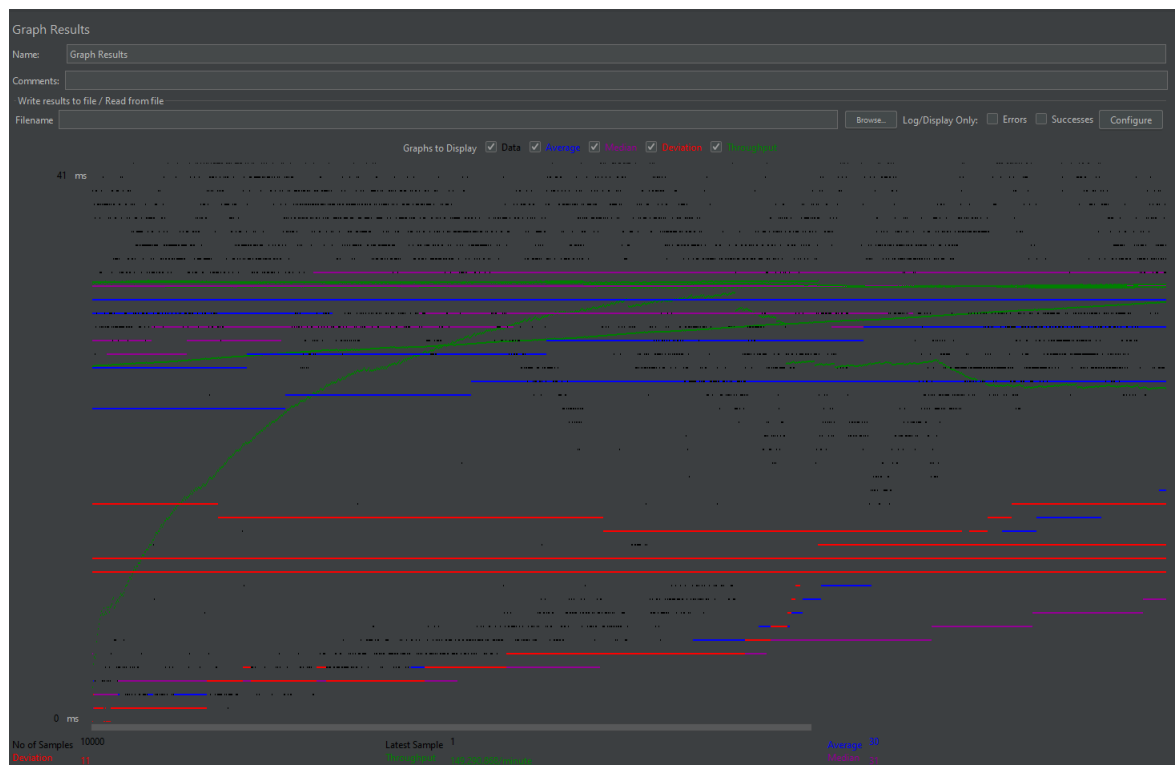 Graph Results
Name: Graph Results
Comments:
Write results to file / Read from file
Filename Browse... Log/Display Only: Errors Successes Configure
Graphs to Display Data Average Median Deviation Throughput
41 ms
0 ms
No of Samples 10000 Latest Sample 1 Average 30
Deviation 11 Throughput Median